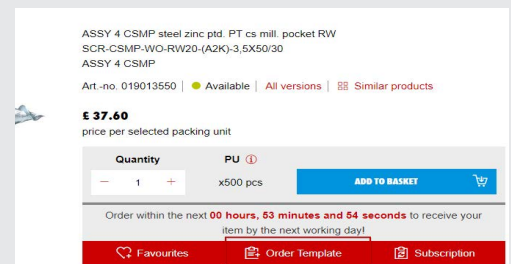 ASSY 4 CSMP steel zinc ptd. PT cs mill. pocket RW
SCR-CSMP-WO-RW20-(A2K)-3,5X50/30
ASSY 4 CSMP
Art.-no. 019013550 | Available | All versions | Similar products
£ 37.60
price per selected packing unit
Quantity PU
− 1 + x500 pcs ADD TO BASKET
Order within the next 00 hours, 53 minutes and 54 seconds to receive your
item by the next working day!
Favourites Order Template Subscription